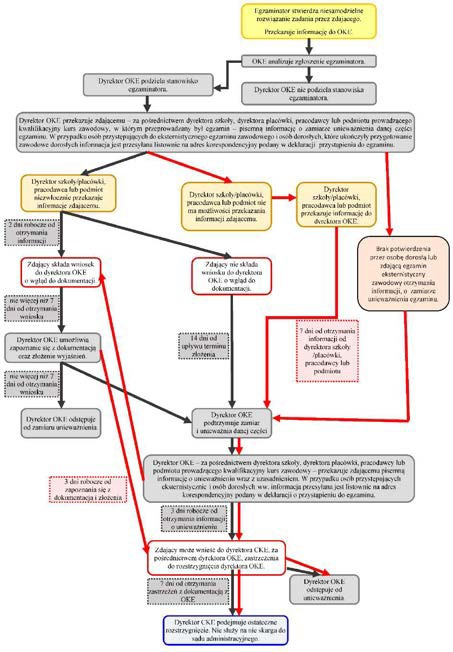 Egzaminator stwierdza niesamodzielne
rozwiązanie zadania przez zdającego.
Przekazuje informację do OKE.
OKE analizuje zgłoszenie egzaminatora.
Dyrektor OKE podziela stanowisko
egzaminatora.
Dyrektor OKE nie podziela stanowiska
egzaminatora.
Dyrektor OKE przekazuje zdającemu – za pośrednictwem dyrektora szkoły, dyrektora placówki, pracodawcy lub podmiotu prowadzącego
kwalifikacyjny kurs zawodowy, w którym przeprowadzany był egzamin – pisemną informację o zamiarze unieważnienia danej części
egzaminu. W przypadku osób przystępujących do eksternistycznego egzaminu zawodowego i osób dorosłych, które ukończyły przygotowanie
zawodowe dorosłych informacja jest przesyłana listownie na adres korespondencyjny podany w deklaracji przystąpienia do egzaminu.
Dyrektor szkoły/placówki,
pracodawca lub podmiot
niezwłocznie przekazuje
informację zdającemu.
Dyrektor szkoły/placówki,
pracodawca lub podmiot nie
ma możliwości przekazania
informacji zdającemu.
Dyrektor
szkoły/placówki,
pracodawca lub podmiot
przekazuje informację do
dyrektora OKE.
2 dni robocze od
otrzymania
informacji
Brak potwierdzenia
przez osobę dorosłą lub
zdającą egzamin
eksternistyczny
zawodowy otrzymania
informacji, o zamiarze
unieważnienia egzaminu.
Zdający składa wniosek
do dyrektora OKE
o wgląd do dokumentacji.
Zdający nie składa
wniosku do dyrektora OKE
o wgląd do dokumentacji.
nie więcej niż 7
dni od otrzymania
wniosku
14 dni od
upływu terminu
złożenia
7 dni od otrzymania
informacji od
dyrektora szkoły
/placówki,
pracodawcy lub
podmiotu
Dyrektor OKE umożliwia
zapoznanie się z dokumentacją
oraz złożenie wyjaśnień.
nie więcej niż 7
dni od otrzymania
wniosku
Dyrektor OKE odstępuje
od zamiaru unieważnienia
Dyrektor OKE
podtrzymuje zamiar
i unieważnia danej części
Dyrektor OKE – za pośrednictwem dyrektora szkoły, dyrektora placówki, pracodawcy lub
podmiotu prowadzącego kwalifikacyjny kurs zawodowy – przekazuje zdającemu pisemną
informację o unieważnieniu wraz z uzasadnieniem. W przypadku osób przystępujących
eksternistycznie i osób dorosłych w informacja przesyłana jest listownie na adres
korespondencyjny podany w deklaracji o przystąpieniu do egzaminu.
3 dni robocze od
zapoznania się z
dokumentacją i złożenia
3 dni robocze od
otrzymania informacji
o unieważnieniu
Zdający może wnieść do dyrektora CKE, za
pośrednictwem dyrektora OKE, zastrzeżenia
do rozstrzygnięcia dyrektora OKE.
7 dni od otrzymania
zastrzeżeń z dokumentacją z
OKE
Dyrektor OKE
odstępuje od
unieważnienia
Dyrektor CKE podejmuje ostateczne
rozstrzygnięcie. Nie służy na nie skarga do
sądu administracyjnego.